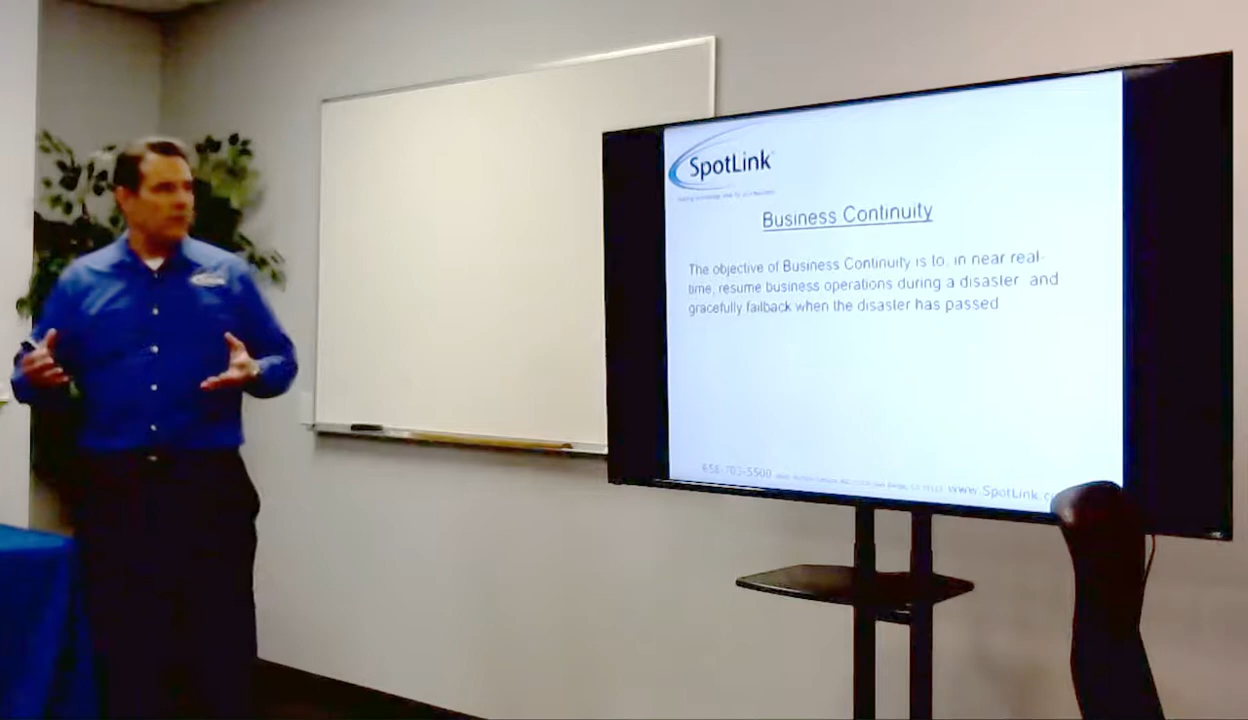 SpotLink
Business Continuity
The objective of Business Continuity is to, in near real-
time, resume business operations during a disaster and
gracefully failback when the disaster has passed
www.SpotLink.c